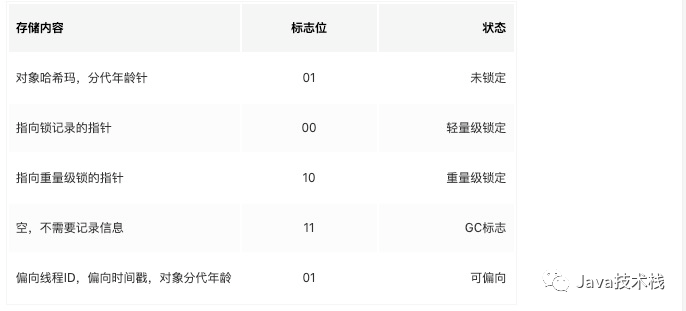 存储内容 标志位 状态
对象哈希玛，分代年龄针 01 未锁定
指向锁记录的指针 00 轻量级锁定
指向重量级锁的指针 10 重量级锁定
空，不需要记录信息 11 GC标志
偏向线程ID，偏向时间戳，对象分代年龄 01 可偏向
Java技术栈